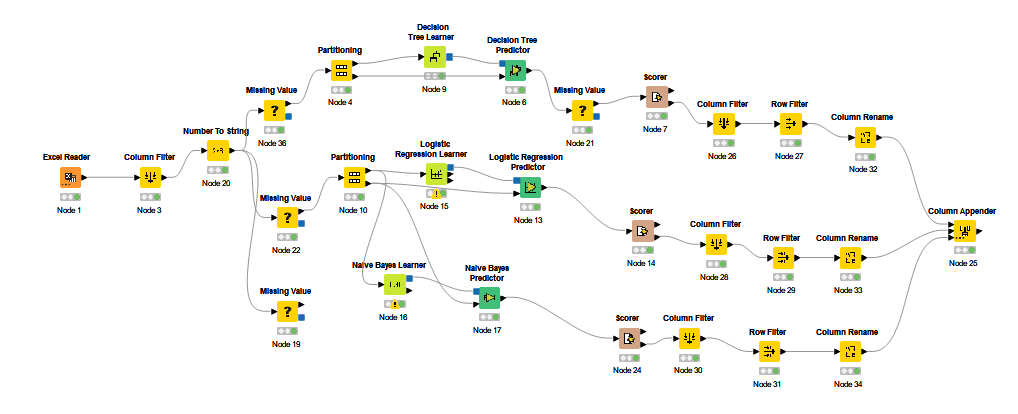 Decision
Tree Learner
Node 9
Partitioning
Node 4
Decision Tree
Predictor
Node 6
Missing Value
Node 36
Missing Value
Node 21
Scorer
Node 7
Column Filter
Node 26
Row Filter
Node 27
Column Rename
Node 32
Excel Reader
Node 1
Column Filter
Node 3
Number To String
Node 20
Partitioning
Node 10
Logistic
Regression Learner
Node 15
Logistic Regression
Predictor
Node 13
Missing Value
Node 22
Scorer
Node 14
Column Filter
Node 28
Row Filter
Node 29
Column Rename
Node 33
Column Appender
Node 25
Naive Bayes Learner
Node 16
Naive Bayes
Predictor
Node 17
Missing Value
Node 19
Scorer
Node 24
Column Filter
Node 30
Row Filter
Node 31
Column Rename
Node 34